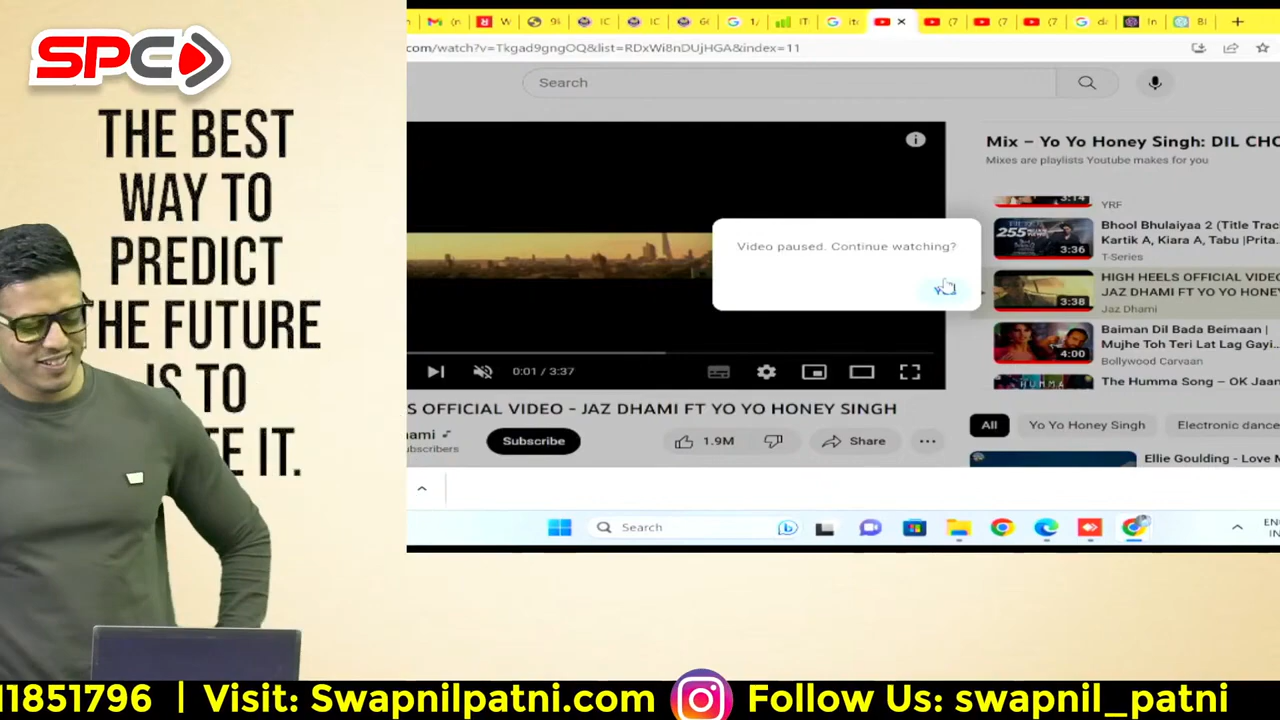 SPC
THE BEST
WAY TO
PREDICT
THE FUTURE
IS TO
E IT.
com/watch?v=Tkgad9gngOQ&list=RDxWi8nDUjHGA&index=11
Search
Mix – Yo Yo Honey Singh: DIL CHO
Mixes are playlists Youtube makes for you
3:14
YRF
Bhool Bhulaiyaa 2 (Title Trac
Kartik A, Kiara A, Tabu |Prita
T-Series
3:36
Video paused. Continue watching?
HIGH HEELS OFFICIAL VIDEO
JAZ DHAMI FT YO YO HONEY
Jaz Dhami
3:38
Baiman Dil Bada Beimaan |
Mujhe Toh Teri Lat Lag Gayi
Bollywood Carvaan
4:00
The Humma Song – OK Jaan
0:01 / 3:37
S OFFICIAL VIDEO - JAZ DHAMI FT YO YO HONEY SINGH
hami
ubscribers
Subscribe
1.9M
Share
All
Yo Yo Honey Singh
Electronic dance
Ellie Goulding - Love M
Search
EN
IN
11851796 | Visit: Swapnilpatni.com
Follow Us: swapnil_patni